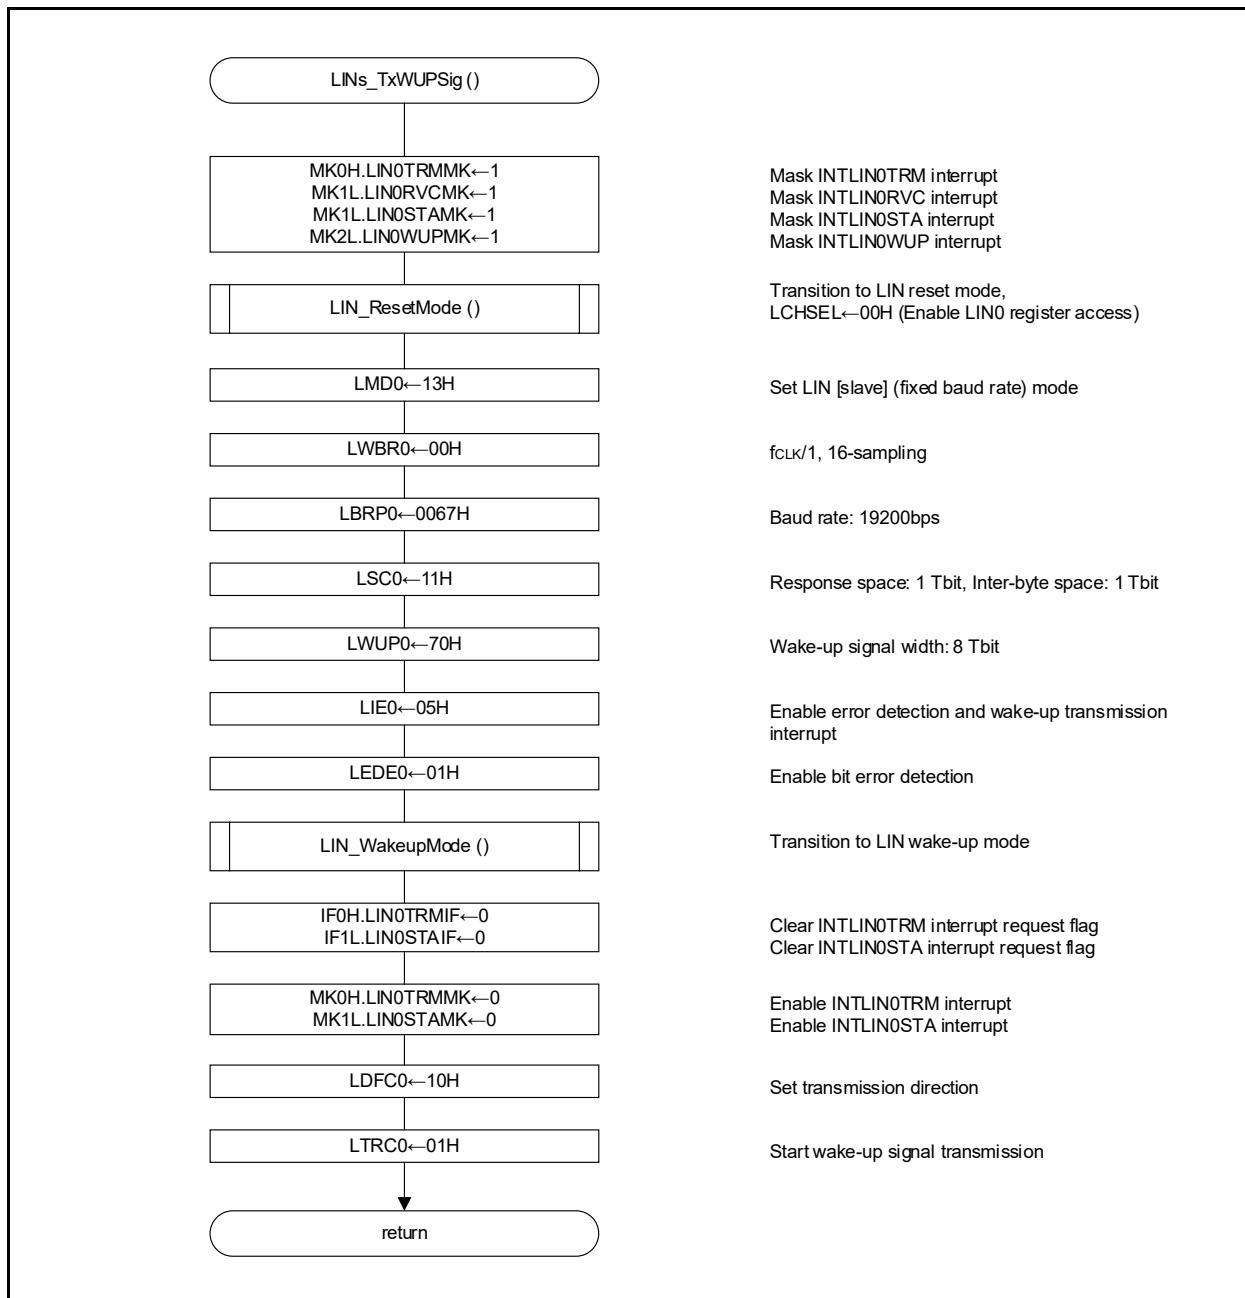 LINs_TxWUPSig ()
MK0H.LIN0TRMMK←1
MK1L.LIN0RVCMK←1
MK1L.LIN0STAMK←1
MK2L.LIN0WUPMK←1
Mask INTLIN0TRM interrupt
Mask INTLIN0RVC interrupt
Mask INTLIN0STA interrupt
Mask INTLIN0WUP interrupt
LIN_ResetMode ()
Transition to LIN reset mode,
LCHSEL←00H (Enable LIN0 register access)
LMD0←13H
Set LIN [slave] (fixed baud rate) mode
LWBR0←00H
fCLK/1, 16-sampling
LBRP0←0067H
Baud rate: 19200bps
LSC0←11H
Response space: 1 Tbit, Inter-byte space: 1 Tbit
LWUP0←70H
Wake-up signal width: 8 Tbit
LIE0←05H
Enable error detection and wake-up transmission
interrupt
LEDE0←01H
Enable bit error detection
LIN_WakeupMode ()
Transition to LIN wake-up mode
IF0H.LIN0TRMIF←0
IF1L.LIN0STAIF←0
Clear INTLIN0TRM interrupt request flag
Clear INTLIN0STA interrupt request flag
MK0H.LIN0TRMMK←0
MK1L.LIN0STAMK←0
Enable INTLIN0TRM interrupt
Enable INTLIN0STA interrupt
LDFC0←10H
Set transmission direction
LTRC0←01H
Start wake-up signal transmission
return